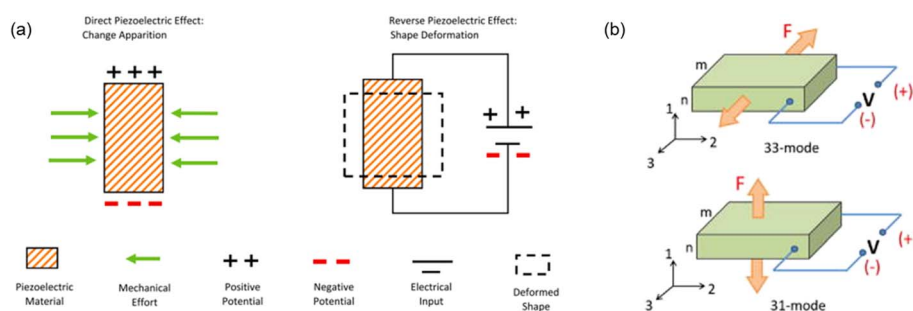 (a)
Direct Piezoelectric Effect:
Change Apparition
+ + +
Reverse Piezoelectric Effect:
Shape Deformation
+ +
Piezoelectric
Material
Mechanical
Effort
+ +
Positive
Potential
Negative
Potential
Electrical
Input
Deformed
Shape
(b)
F
m
n
(+)
V
(-)
1
2
3
33-mode
F
m
n
(+
V
(-)
1
2
3
31-mode